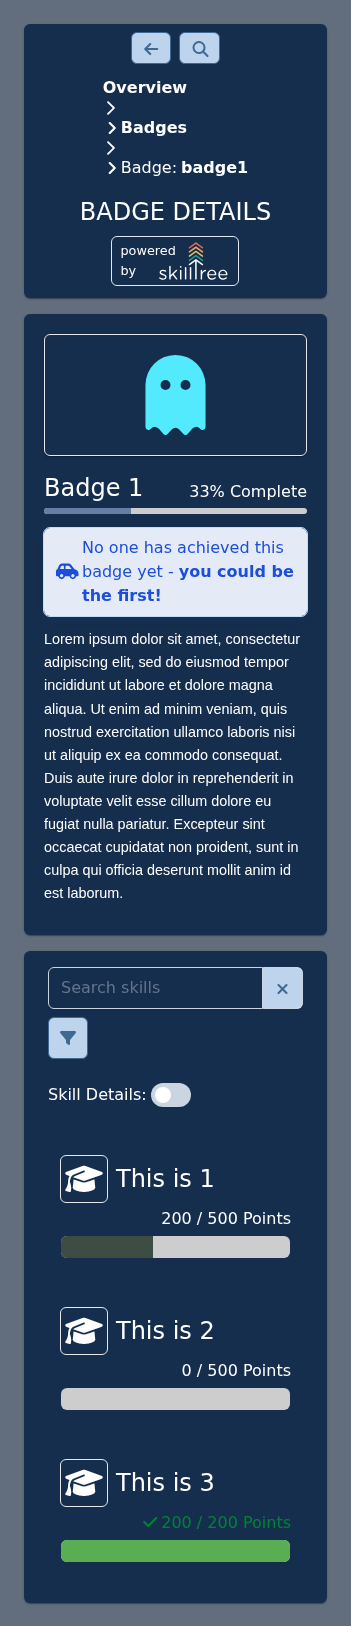 Overview
Badges
Badge: badge1
BADGE DETAILS
powered
by
skilltree
Badge 1
33% Complete
No one has achieved this
badge yet - you could be
the first!
Lorem ipsum dolor sit amet, consectetur
adipiscing elit, sed do eiusmod tempor
incididunt ut labore et dolore magna
aliqua. Ut enim ad minim veniam, quis
nostrud exercitation ullamco laboris nisi
ut aliquip ex ea commodo consequat.
Duis aute irure dolor in reprehenderit in
voluptate velit esse cillum dolore eu
fugiat nulla pariatur. Excepteur sint
occaecat cupidatat non proident, sunt in
culpa qui officia deserunt mollit anim id
est laborum.
Search skills
Skill Details:
This is 1
200 / 500 Points
This is 2
0 / 500 Points
This is 3
200 / 200 Points